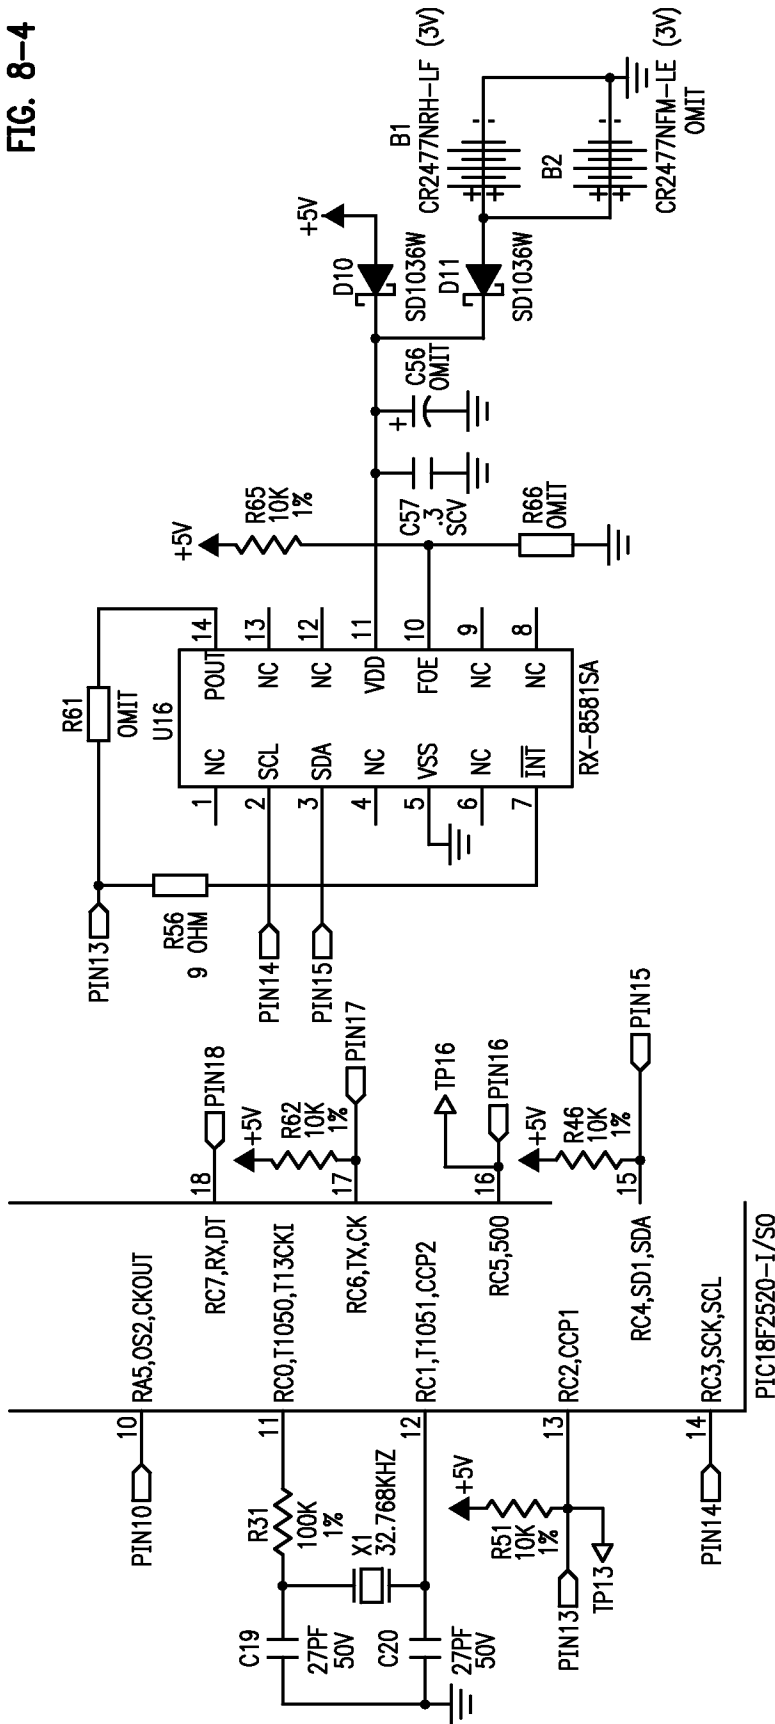 FIG. 8-4
PIN10
10
RA5,OS2,CKOUT
C19
27PF
50V
R31
100K
1%
11
RC0,T1050,T13CKI
X1
32.768KHZ
C20
27PF
50V
12
RC1,T1051,CCP2
+5V
R51
10K
1%
PIN13
TP13
13
RC2,CCP1
PIN14
14
RC3,SCK,SCL
PIC18F2520-I/SO
RC7,RX,DT
18
PIN18
+5V
R62
10K
1%
RC6,TX,CK
17
PIN17
TP16
RC5,500
16
PIN16
+5V
R46
10K
1%
RC4,SD1,SDA
15
PIN15
PIN13
R56
9 OHM
PIN14
PIN15
R61
OMIT
U16
1
NC
2
SCL
3
SDA
4
NC
5
VSS
6
NC
7
INT
POUT
14
NC
13
NC
12
VDD
11
FOE
10
NC
9
NC
8
RX-8581SA
+5V
R65
10K
1%
C57
.3
SCV
R66
OMIT
+
C56
OMIT
+5V
D10
SD1036W
D11
SD1036W
B1
CR2477NRH-LF (3V)
+ +
- -
B2
CR2477NFM-LE (3V)
OMIT
+ +
- -